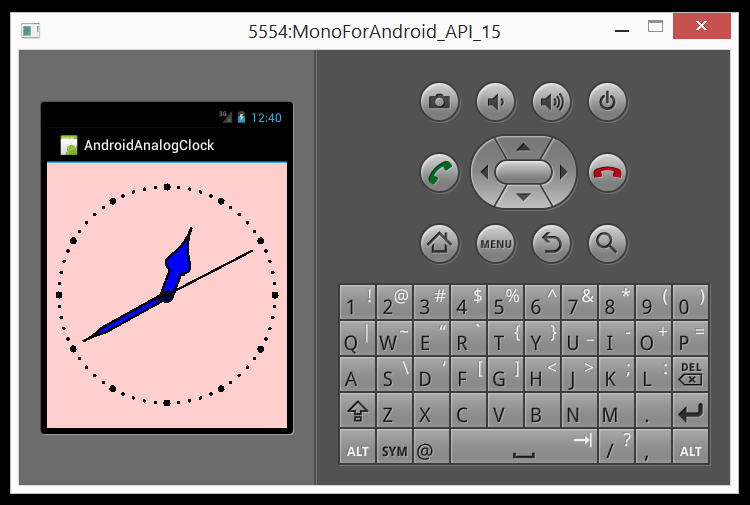 5554:MonoForAndroid_API_15
3G 12:40
AndroidAnalogClock
MENU
1 ! 2 @ 3 # 4 $ 5 % 6 ^ 7 & 8 * 9 ( 0 )
Q | W ~ E “ R ` T { Y } U _ I - O + P =
A S \ D ‘ F [ G ] H < J > K ; L : DEL
Z X C V B N M .
ALT SYM @ / ? , ALT